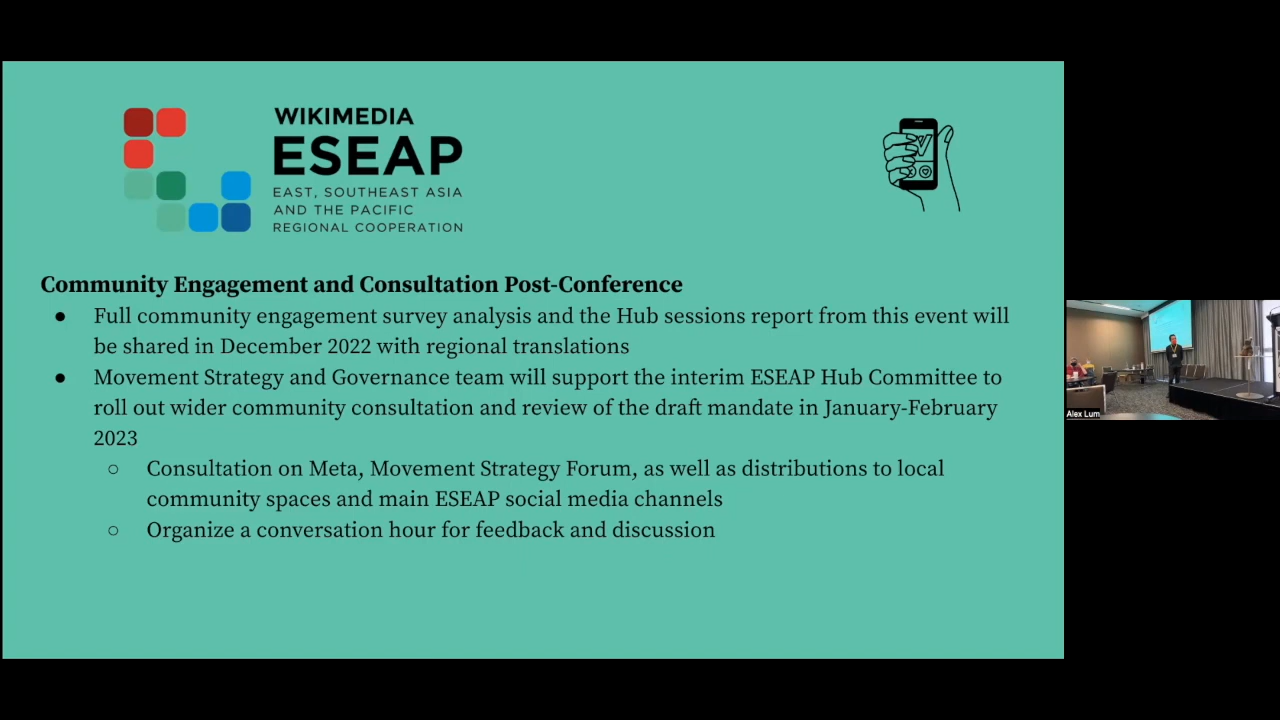 WIKIMEDIA
ESEAP
EAST, SOUTHEAST ASIA
AND THE PACIFIC
REGIONAL COOPERATION
Community Engagement and Consultation Post-Conference
● Full community engagement survey analysis and the Hub sessions report from this event will
be shared in December 2022 with regional translations
● Movement Strategy and Governance team will support the interim ESEAP Hub Committee to
roll out wider community consultation and review of the draft mandate in January-February
2023
○ Consultation on Meta, Movement Strategy Forum, as well as distributions to local
community spaces and main ESEAP social media channels
○ Organize a conversation hour for feedback and discussion
Alex Lum